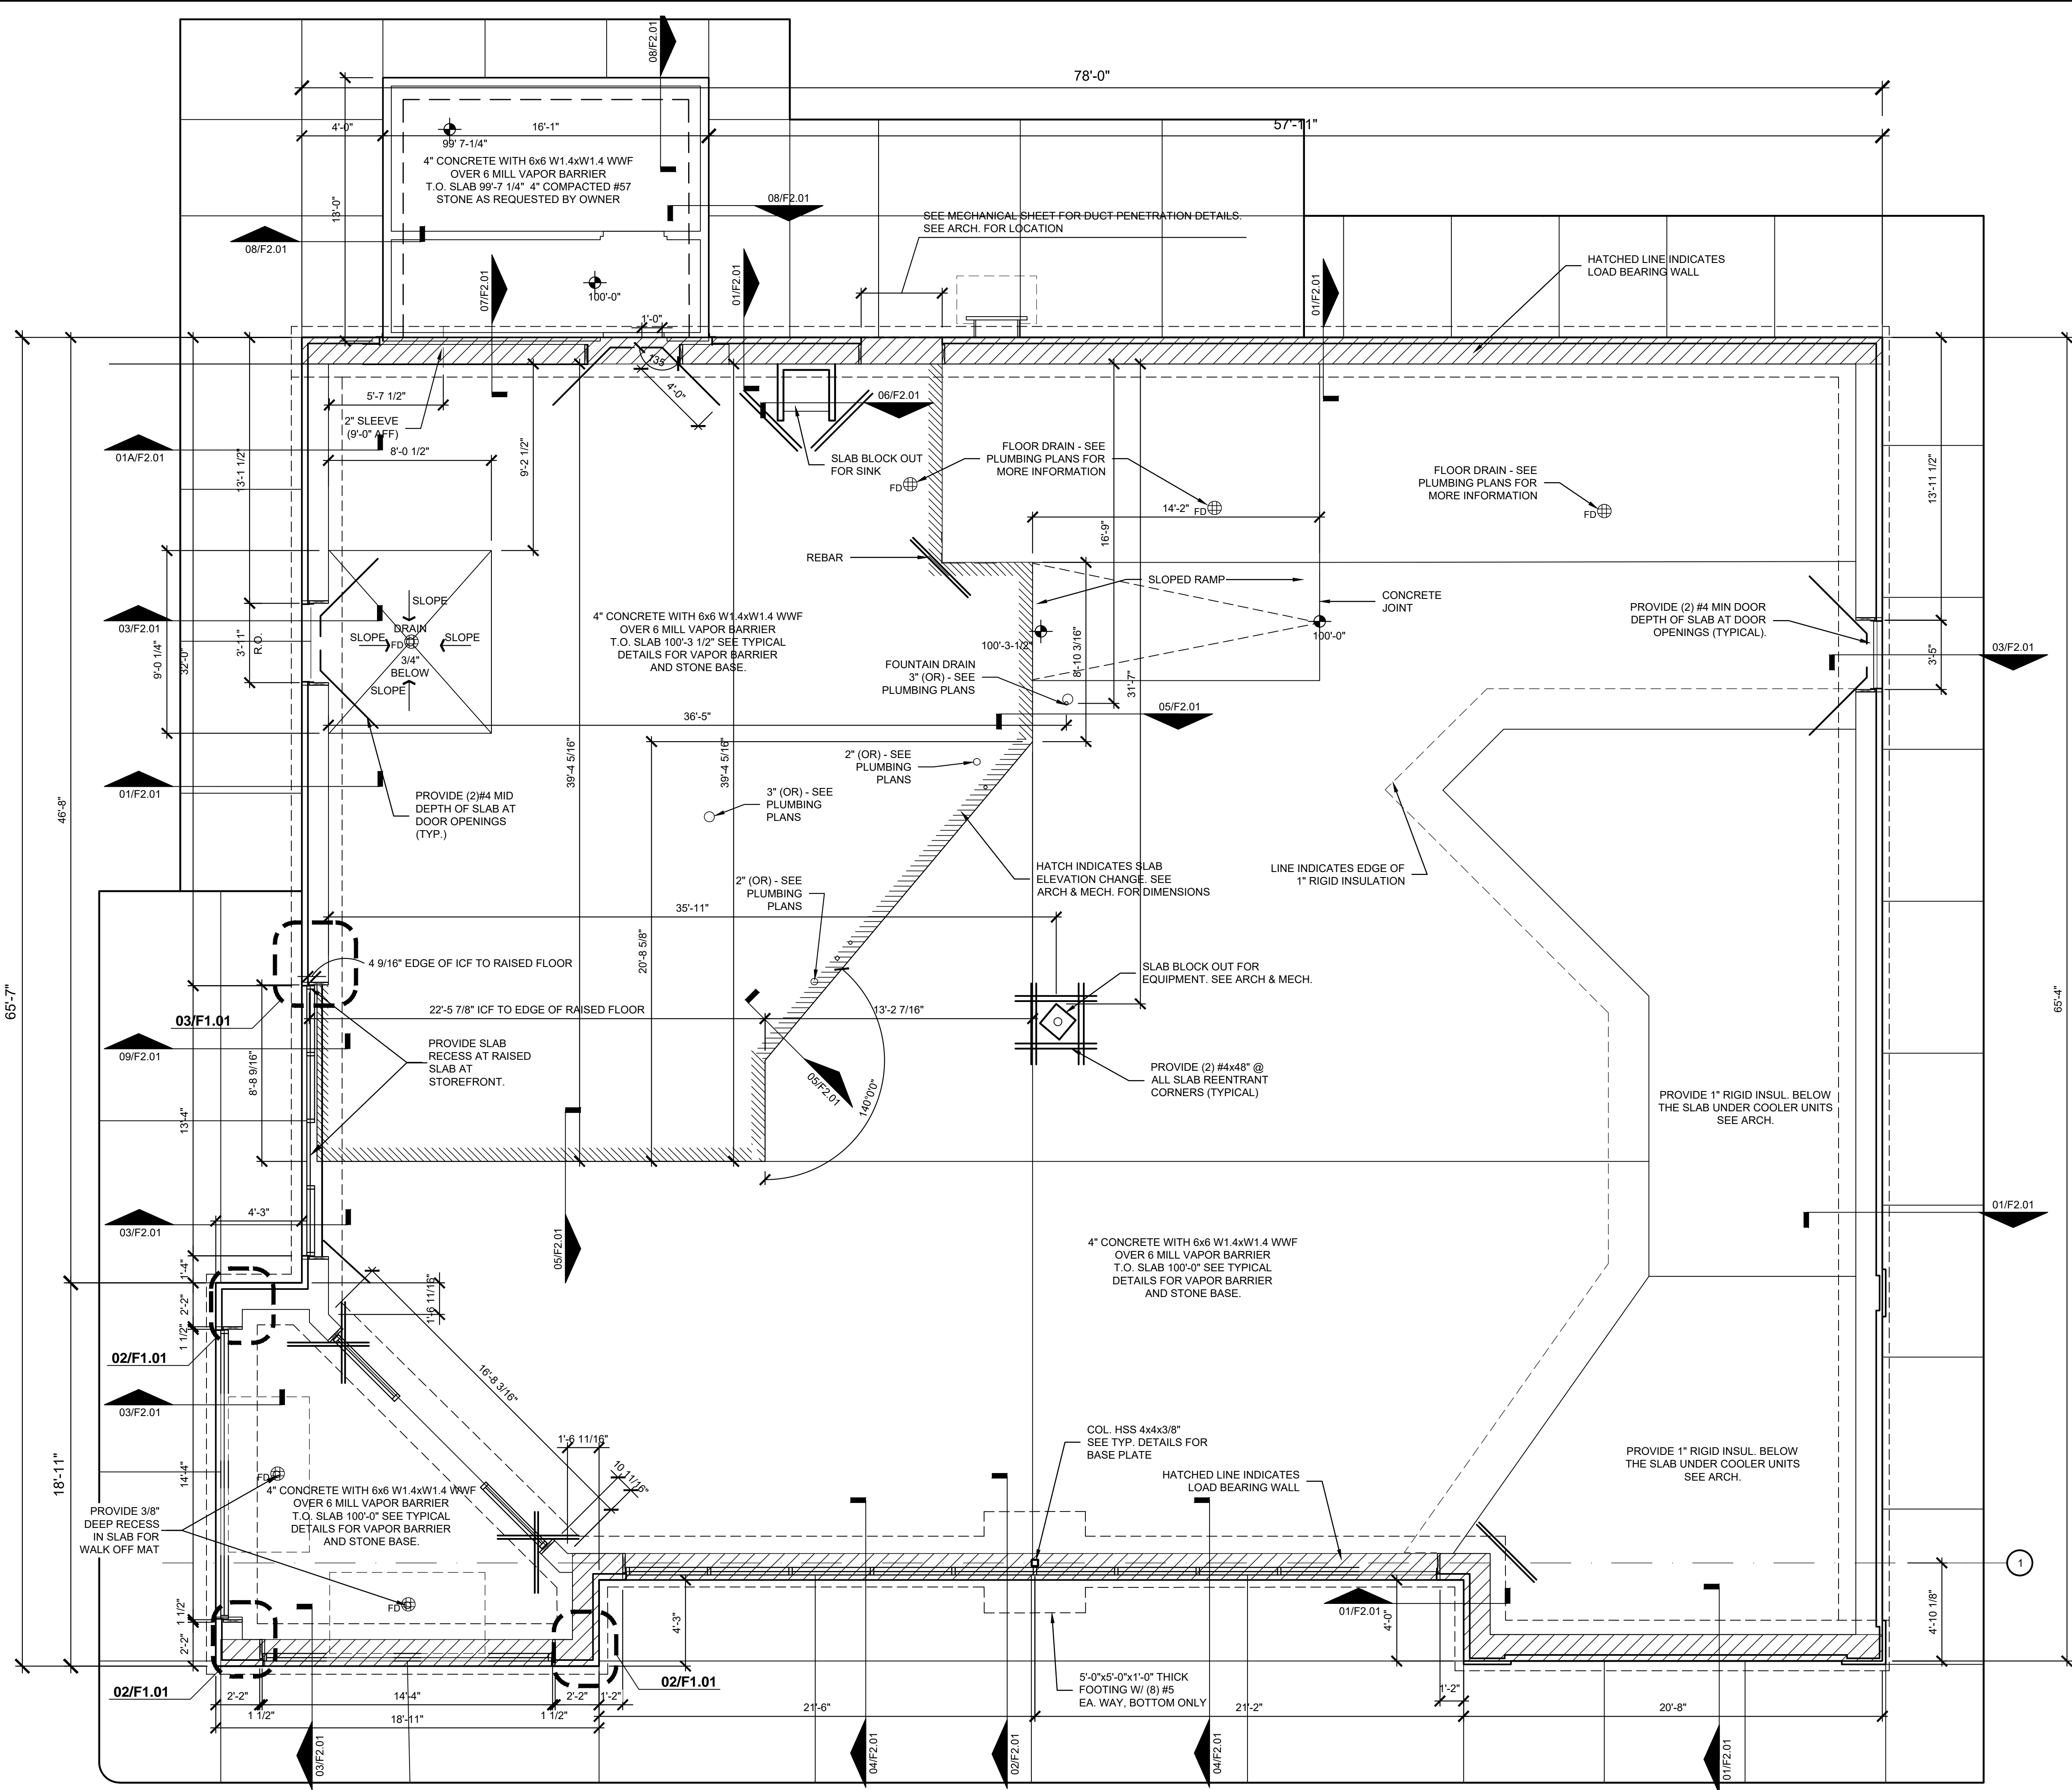 08/F2.01
78'-0"
4'-0"
16'-1"
57'-11"
99' 7-1/4"
4" CONCRETE WITH 6x6 W1.4xW1.4 WWF
OVER 6 MILL VAPOR BARRIER
T.O. SLAB 99'-7 1/4" 4" COMPACTED #57
STONE AS REQUESTED BY OWNER
13'-0"
08/F2.01
08/F2.01
SEE MECHANICAL SHEET FOR DUCT PENETRATION DETAILS.
SEE ARCH. FOR LOCATION
HATCHED LINE INDICATES
LOAD BEARING WALL
07/F2.01
01/F2.01
01/F2.01
100'-0"
1'-0"
135
4'-0"
5'-7 1/2"
2" SLEEVE
(9'-0" AFF)
8'-0 1/2"
9'-2 1/2"
06/F2.01
SLAB BLOCK OUT
FOR SINK
FLOOR DRAIN - SEE
PLUMBING PLANS FOR
MORE INFORMATION
FD
FLOOR DRAIN - SEE
PLUMBING PLANS FOR
MORE INFORMATION
FD
14'-2"
FD
01A/F2.01
13'-1 1/2"
13'-11 1/2"
16'-9"
REBAR
SLOPED RAMP
CONCRETE
JOINT
100'-0"
PROVIDE (2) #4 MIN DOOR
DEPTH OF SLAB AT DOOR
OPENINGS (TYPICAL).
03/F2.01
3'-5"
03/F2.01
3'-11"
R.O.
9'-0 1/4"
32'-0"
SLOPE
DRAIN
SLOPE
FD
SLOPE
3/4"
BELOW
SLOPE
4" CONCRETE WITH 6x6 W1.4xW1.4 WWF
OVER 6 MILL VAPOR BARRIER
T.O. SLAB 100'-3 1/2" SEE TYPICAL
DETAILS FOR VAPOR BARRIER
AND STONE BASE.
100'-3-1/2"
8'-10 3/16"
31'-7"
FOUNTAIN DRAIN
3" (OR) - SEE
PLUMBING PLANS
36'-5"
05/F2.01
39'-4 5/16"
39'-4 5/16"
2" (OR) - SEE
PLUMBING
PLANS
3" (OR) - SEE
PLUMBING
PLANS
01/F2.01
46'-8"
PROVIDE (2)#4 MID
DEPTH OF SLAB AT
DOOR OPENINGS
(TYP.)
HATCH INDICATES SLAB
ELEVATION CHANGE. SEE
ARCH & MECH. FOR DIMENSIONS
LINE INDICATES EDGE OF
1" RIGID INSULATION
2" (OR) - SEE
PLUMBING
PLANS
35'-11"
20'-8 5/8"
4 9/16" EDGE OF ICF TO RAISED FLOOR
SLAB BLOCK OUT FOR
EQUIPMENT. SEE ARCH & MECH.
65'-7"
65'-4"
03/F1.01
22'-5 7/8" ICF TO EDGE OF RAISED FLOOR
13'-2 7/16"
09/F2.01
PROVIDE SLAB
RECESS AT RAISED
SLAB AT
STOREFRONT.
8'-8 9/16"
13'-4"
05/F2.01
140°0'0"
PROVIDE (2) #4x48" @
ALL SLAB REENTRANT
CORNERS (TYPICAL)
PROVIDE 1" RIGID INSUL. BELOW
THE SLAB UNDER COOLER UNITS
SEE ARCH.
4'-3"
03/F2.01
05/F2.01
01/F2.01
4" CONCRETE WITH 6x6 W1.4xW1.4 WWF
OVER 6 MILL VAPOR BARRIER
T.O. SLAB 100'-0" SEE TYPICAL
DETAILS FOR VAPOR BARRIER
AND STONE BASE.
1'-4"
2'-2"
1 1/2"
1'-6 11/16"
02/F1.01
16'-8 3/16"
03/F2.01
1'-6 11/16"
10 11/16"
COL. HSS 4x4x3/8"
SEE TYP. DETAILS FOR
BASE PLATE
HATCHED LINE INDICATES
LOAD BEARING WALL
PROVIDE 1" RIGID INSUL. BELOW
THE SLAB UNDER COOLER UNITS
SEE ARCH.
18'-11"
14'-4"
FD
4" CONCRETE WITH 6x6 W1.4xW1.4 WWF
OVER 6 MILL VAPOR BARRIER
T.O. SLAB 100'-0" SEE TYPICAL
DETAILS FOR VAPOR BARRIER
AND STONE BASE.
PROVIDE 3/8"
DEEP RECESS
IN SLAB FOR
WALK OFF MAT
1
FD
1 1/2"
2'-2"
4'-3"
01/F2.01
4'-0"
4'-10 1/8"
02/F1.01
02/F1.01
5'-0"x5'-0"x1'-0" THICK
FOOTING W/ (8) #5
EA. WAY, BOTTOM ONLY
2'-2"
14'-4"
2'-2"
1'-2"
1'-2"
1 1/2"
1 1/2"
18'-11"
21'-6"
21'-2"
20'-8"
03/F2.01
04/F2.01
02/F2.01
04/F2.01
01/F2.01